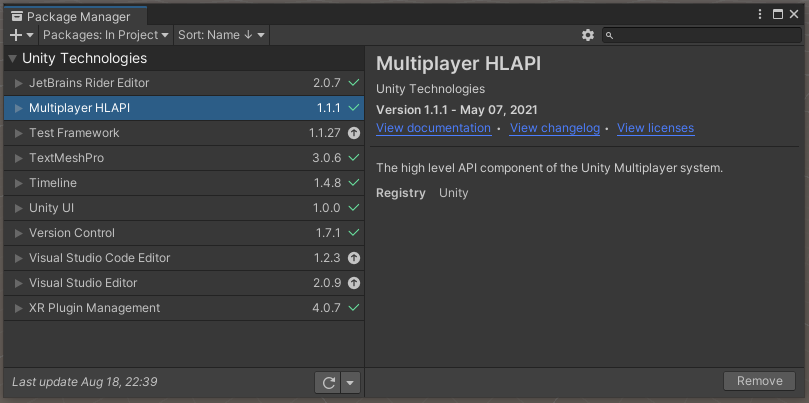 Package Manager
Packages: In Project
Sort: Name ↓
Unity Technologies
JetBrains Rider Editor 2.0.7
Multiplayer HLAPI 1.1.1
Test Framework 1.1.27
TextMeshPro 3.0.6
Timeline 1.4.8
Unity UI 1.0.0
Version Control 1.7.1
Visual Studio Code Editor 1.2.3
Visual Studio Editor 2.0.9
XR Plugin Management 4.0.7
Last update Aug 18, 22:39
Multiplayer HLAPI
Unity Technologies
Version 1.1.1 - May 07, 2021
View documentation • View changelog • View licenses
The high level API component of the Unity Multiplayer system.
Registry Unity
Remove